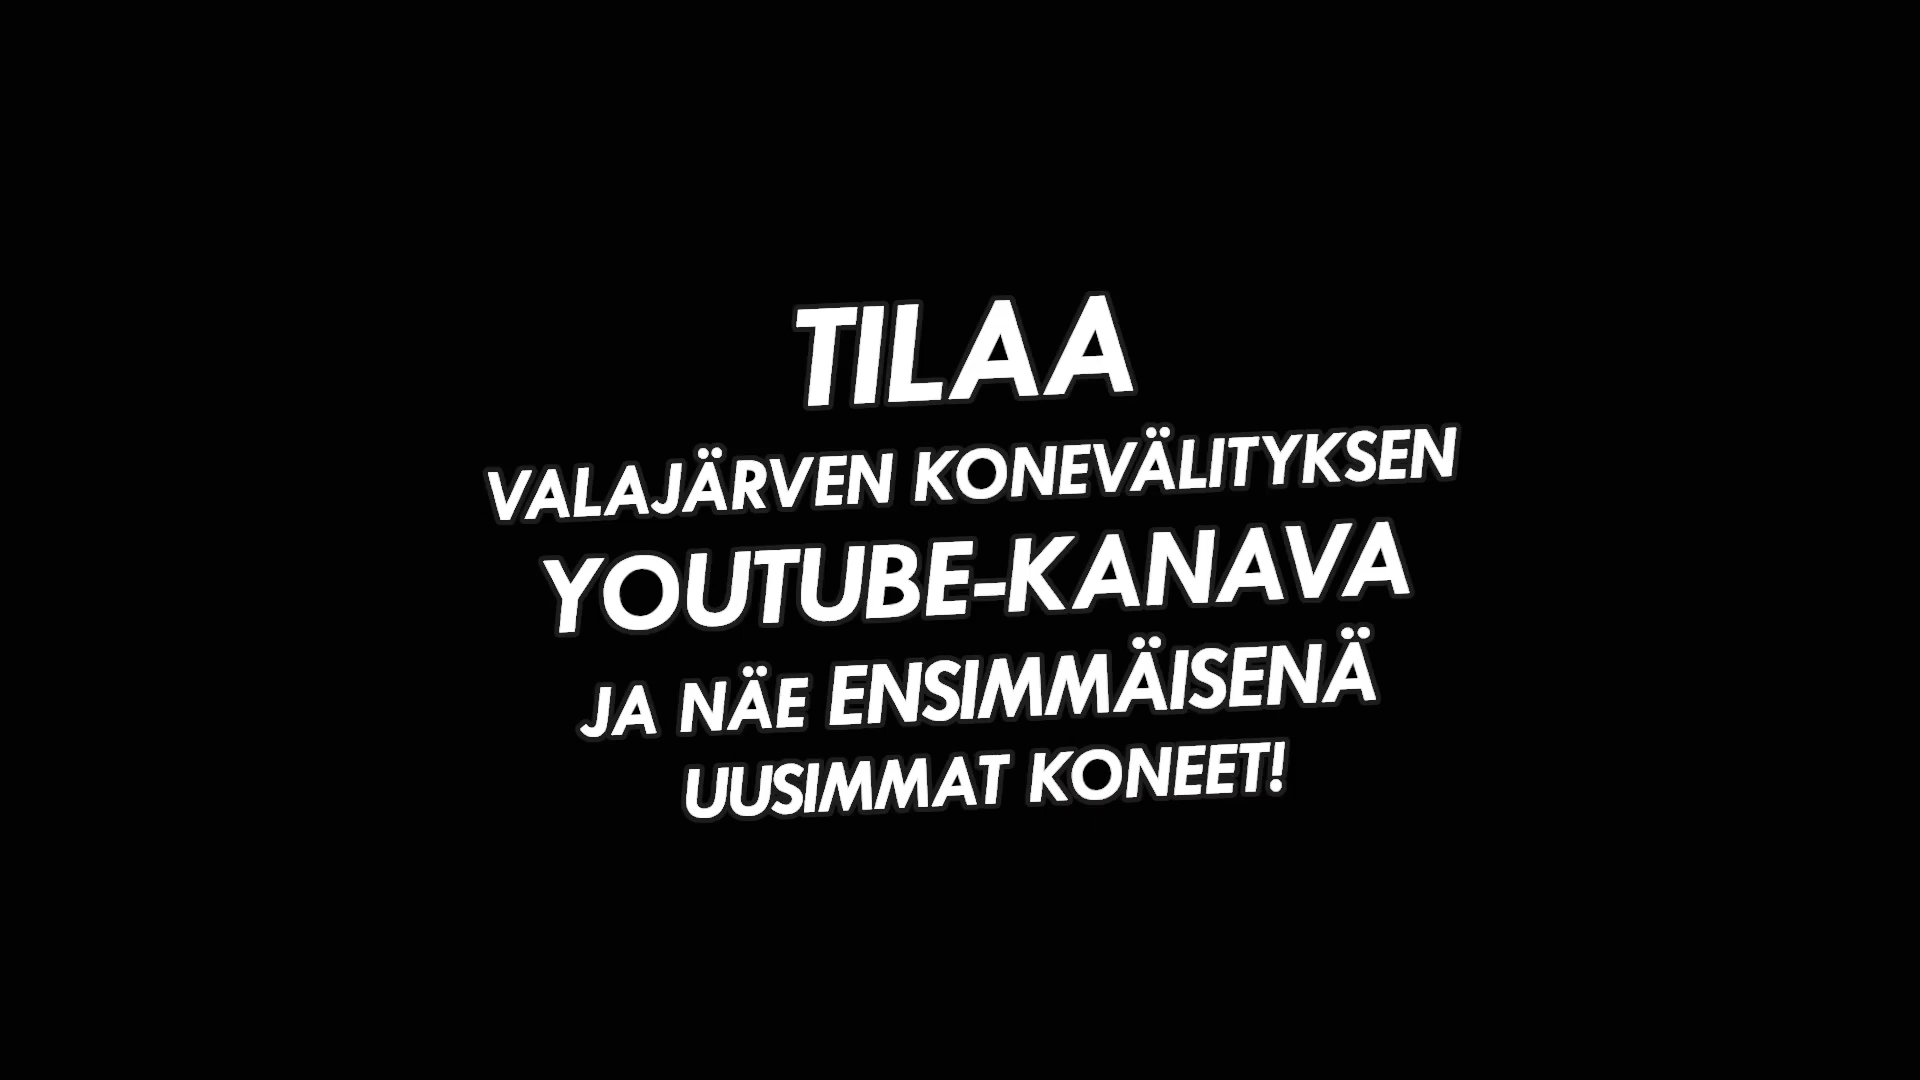 TILAA
VALAJÄRVEN KONEVÄLITYKSEN
YOUTUBE-KANAVA
JA NÄE ENSIMMÄISENÄ
UUSIMMAT KONEET!